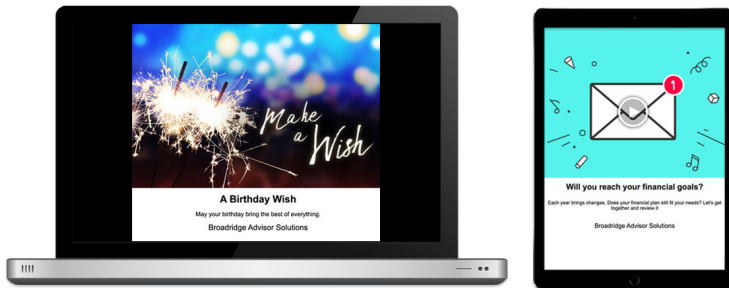 Make
a
Wish
A Birthday Wish
May your birthday bring the best of everything.
Broadridge Advisor Solutions
1
Will you reach your financial goals?
Each year brings changes. Does your financial plan still fit your needs? Let's get
together and review it
Broadridge Advisor Solutions